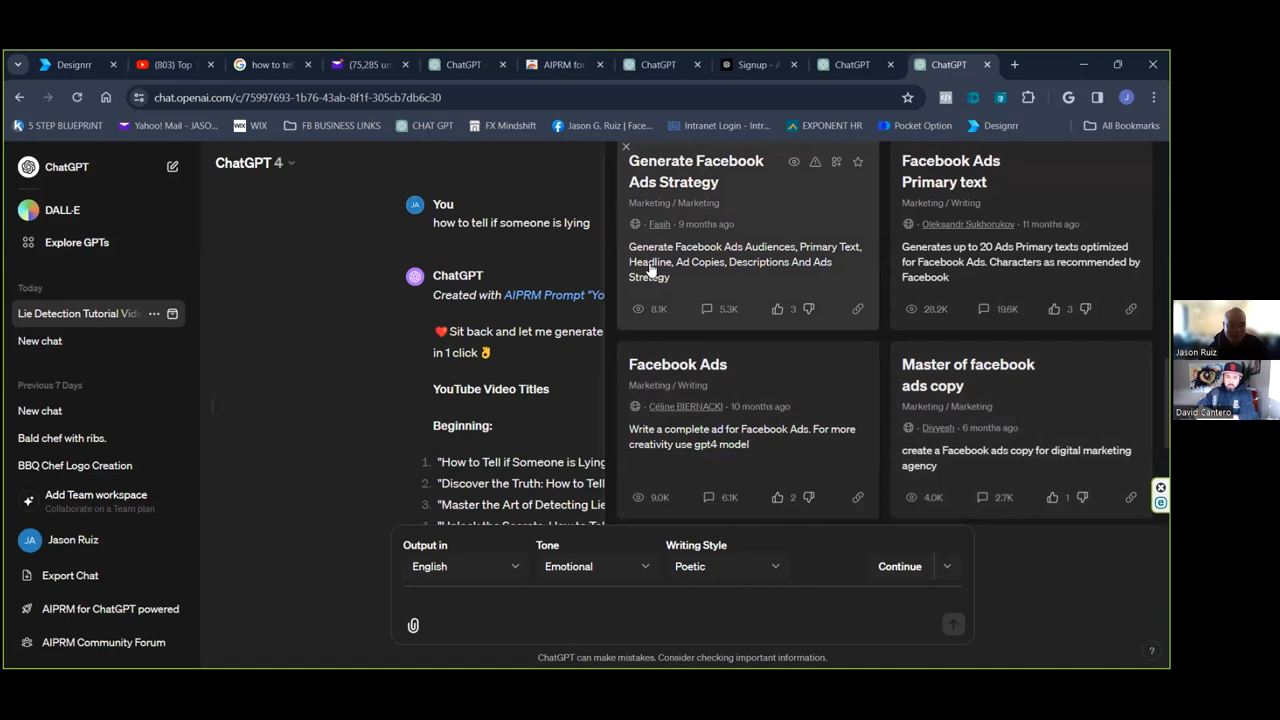 Designrr
(803) Top
how to tell
(75,285 un
ChatGPT
AIPRM for
ChatGPT
Signup - A
ChatGPT
ChatGPT
chat.openai.com/c/75997693-1b76-43ab-8f1f-305cb7db6c30
5 STEP BLUEPRINT
Yahoo! Mail - JASO...
WIX
WIX
FB BUSINESS LINKS
CHAT GPT
FX Mindshift
Jason G. Ruiz | Face...
Intranet Login - Intr...
EXPONENT HR
Pocket Option
Designrr
All Bookmarks
ChatGPT
DALL·E
Explore GPTs
Today
Lie Detection Tutorial Vid
New chat
Previous 7 Days
New chat
Bald chef with ribs.
BBQ Chef Logo Creation
Add Team workspace
Collaborate on a Team plan
JA
Jason Ruiz
Export Chat
AIPRM for ChatGPT powered
AIPRM Community Forum
ChatGPT 4
JA
You
how to tell if someone is lying
ChatGPT
Created with AIPRM Prompt "Yo
❤️Sit back and let me generate
in 1 click👌
YouTube Video Titles
Beginning:
1. "How to Tell if Someone is Lying
2. "Discover the Truth: How to Tell
3. "Master the Art of Detecting Lie
4. "Unlock the Secrets: How to Tel
Generate Facebook
Ads Strategy
Marketing / Marketing
· Fasih · 9 months ago
Generate Facebook Ads Audiences, Primary Text,
Headline, Ad Copies, Descriptions And Ads
Strategy
8.1K 5.3K 3
Facebook Ads
Primary text
Marketing / Writing
· Oleksandr Sukhorukov · 11 months ago
Generates up to 20 Ads Primary texts optimized
for Facebook Ads. Characters as recommended by
Facebook
28.2K 19.6K 3
Facebook Ads
Marketing / Writing
· Céline BIERNACKI · 10 months ago
Write a complete ad for Facebook Ads. For more
creativity use gpt4 model
9.0K 6.1K 2
Master of facebook
ads copy
Marketing / Marketing
· Divyesh · 6 months ago
create a Facebook ads copy for digital marketing
agency
4.0K 2.7K 1
Output in
English
Tone
Emotional
Writing Style
Poetic
Continue
ChatGPT can make mistakes. Consider checking important information.
?
Jason Ruiz
David Cantero